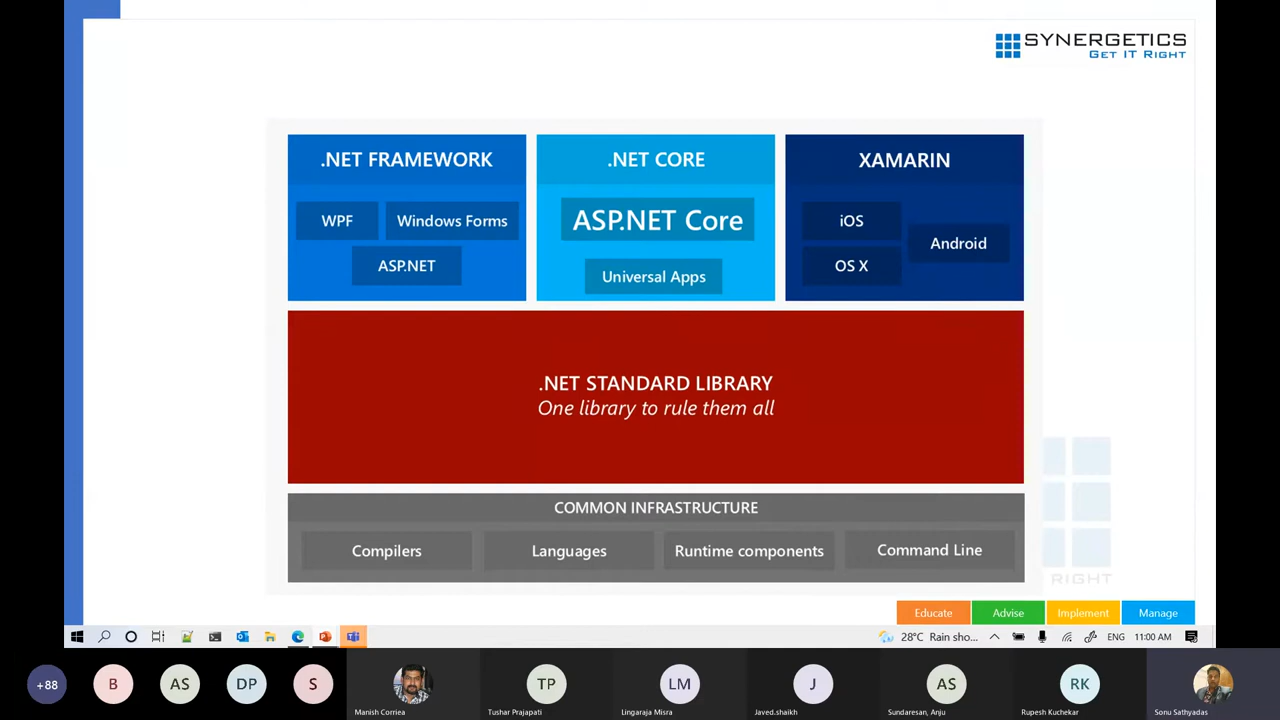 SYNERGETICS
GET IT RIGHT
.NET FRAMEWORK
WPF
Windows Forms
ASP.NET
.NET CORE
ASP.NET Core
Universal Apps
XAMARIN
iOS
Android
OS X
.NET STANDARD LIBRARY
One library to rule them all
COMMON INFRASTRUCTURE
Compilers
Languages
Runtime components
Command Line
RIGHT
Educate
Advise
Implement
Manage
28°C Rain sho...
ENG
11:00 AM
+88
B
AS
DP
S
Manish Corriea
TP
Tushar Prajapati
LM
Lingaraja Misra
J
Javed.shaikh
AS
Sundaresan, Anju
RK
Rupesh Kuchekar
Sonu Sathyadas